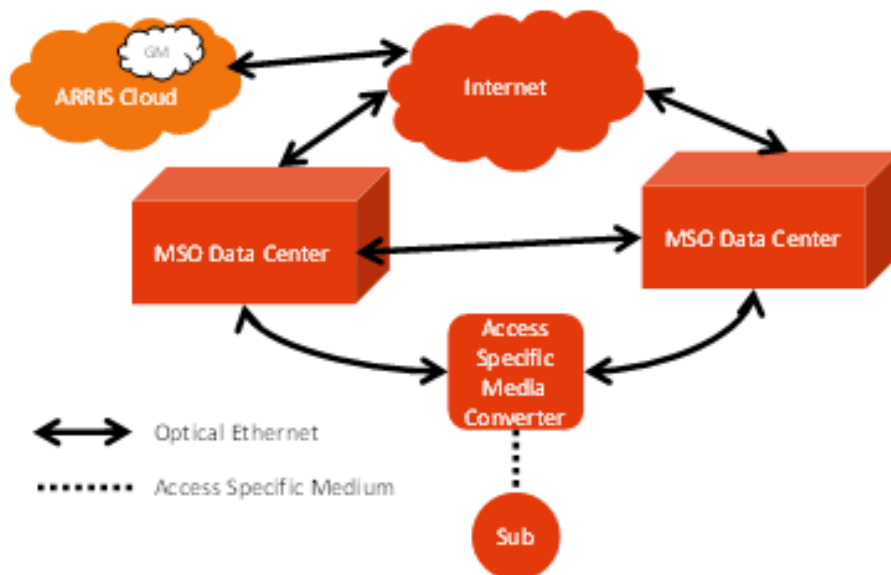 GM
ARRIS Cloud
Internet
MSO Data Center
MSO Data Center
Access
Specific
Media
Converter
Optical Ethernet
Access Specific Medium
Sub